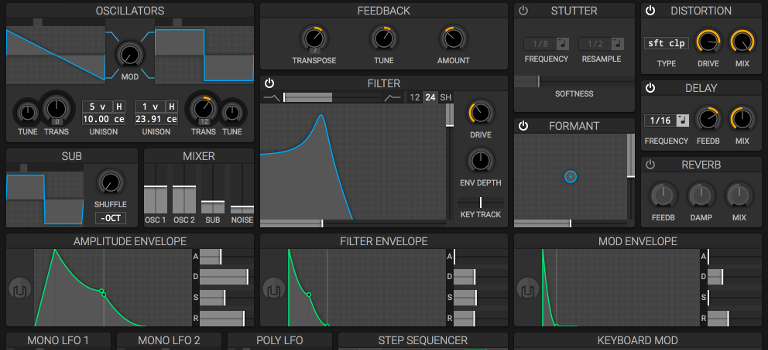 OSCILLATORS
MOD
5 v H
10.00 ce
1 v H
23.91 ce
TUNE
TRANS
0
UNISON
UNISON
12
TRANS
TUNE
FEEDBACK
7
TRANSPOSE
TUNE
AMOUNT
STUTTER
1/8
1/2
FREQUENCY
RESAMPLE
SOFTNESS
DISTORTION
sft clp
TYPE
DRIVE
MIX
FILTER
12 24 SH
DRIVE
ENV DEPTH
KEY TRACK
FORMANT
DELAY
1/16
FREQUENCY
FEEDB
MIX
REVERB
FEEDB
DAMP
MIX
SUB
SHUFFLE
-OCT
MIXER
OSC 1
OSC 2
SUB
NOISE
AMPLITUDE ENVELOPE
A
D
S
R
FILTER ENVELOPE
A
D
S
R
MOD ENVELOPE
A
D
S
R
MONO LFO 1
MONO LFO 2
POLY LFO
STEP SEQUENCER
KEYBOARD MOD